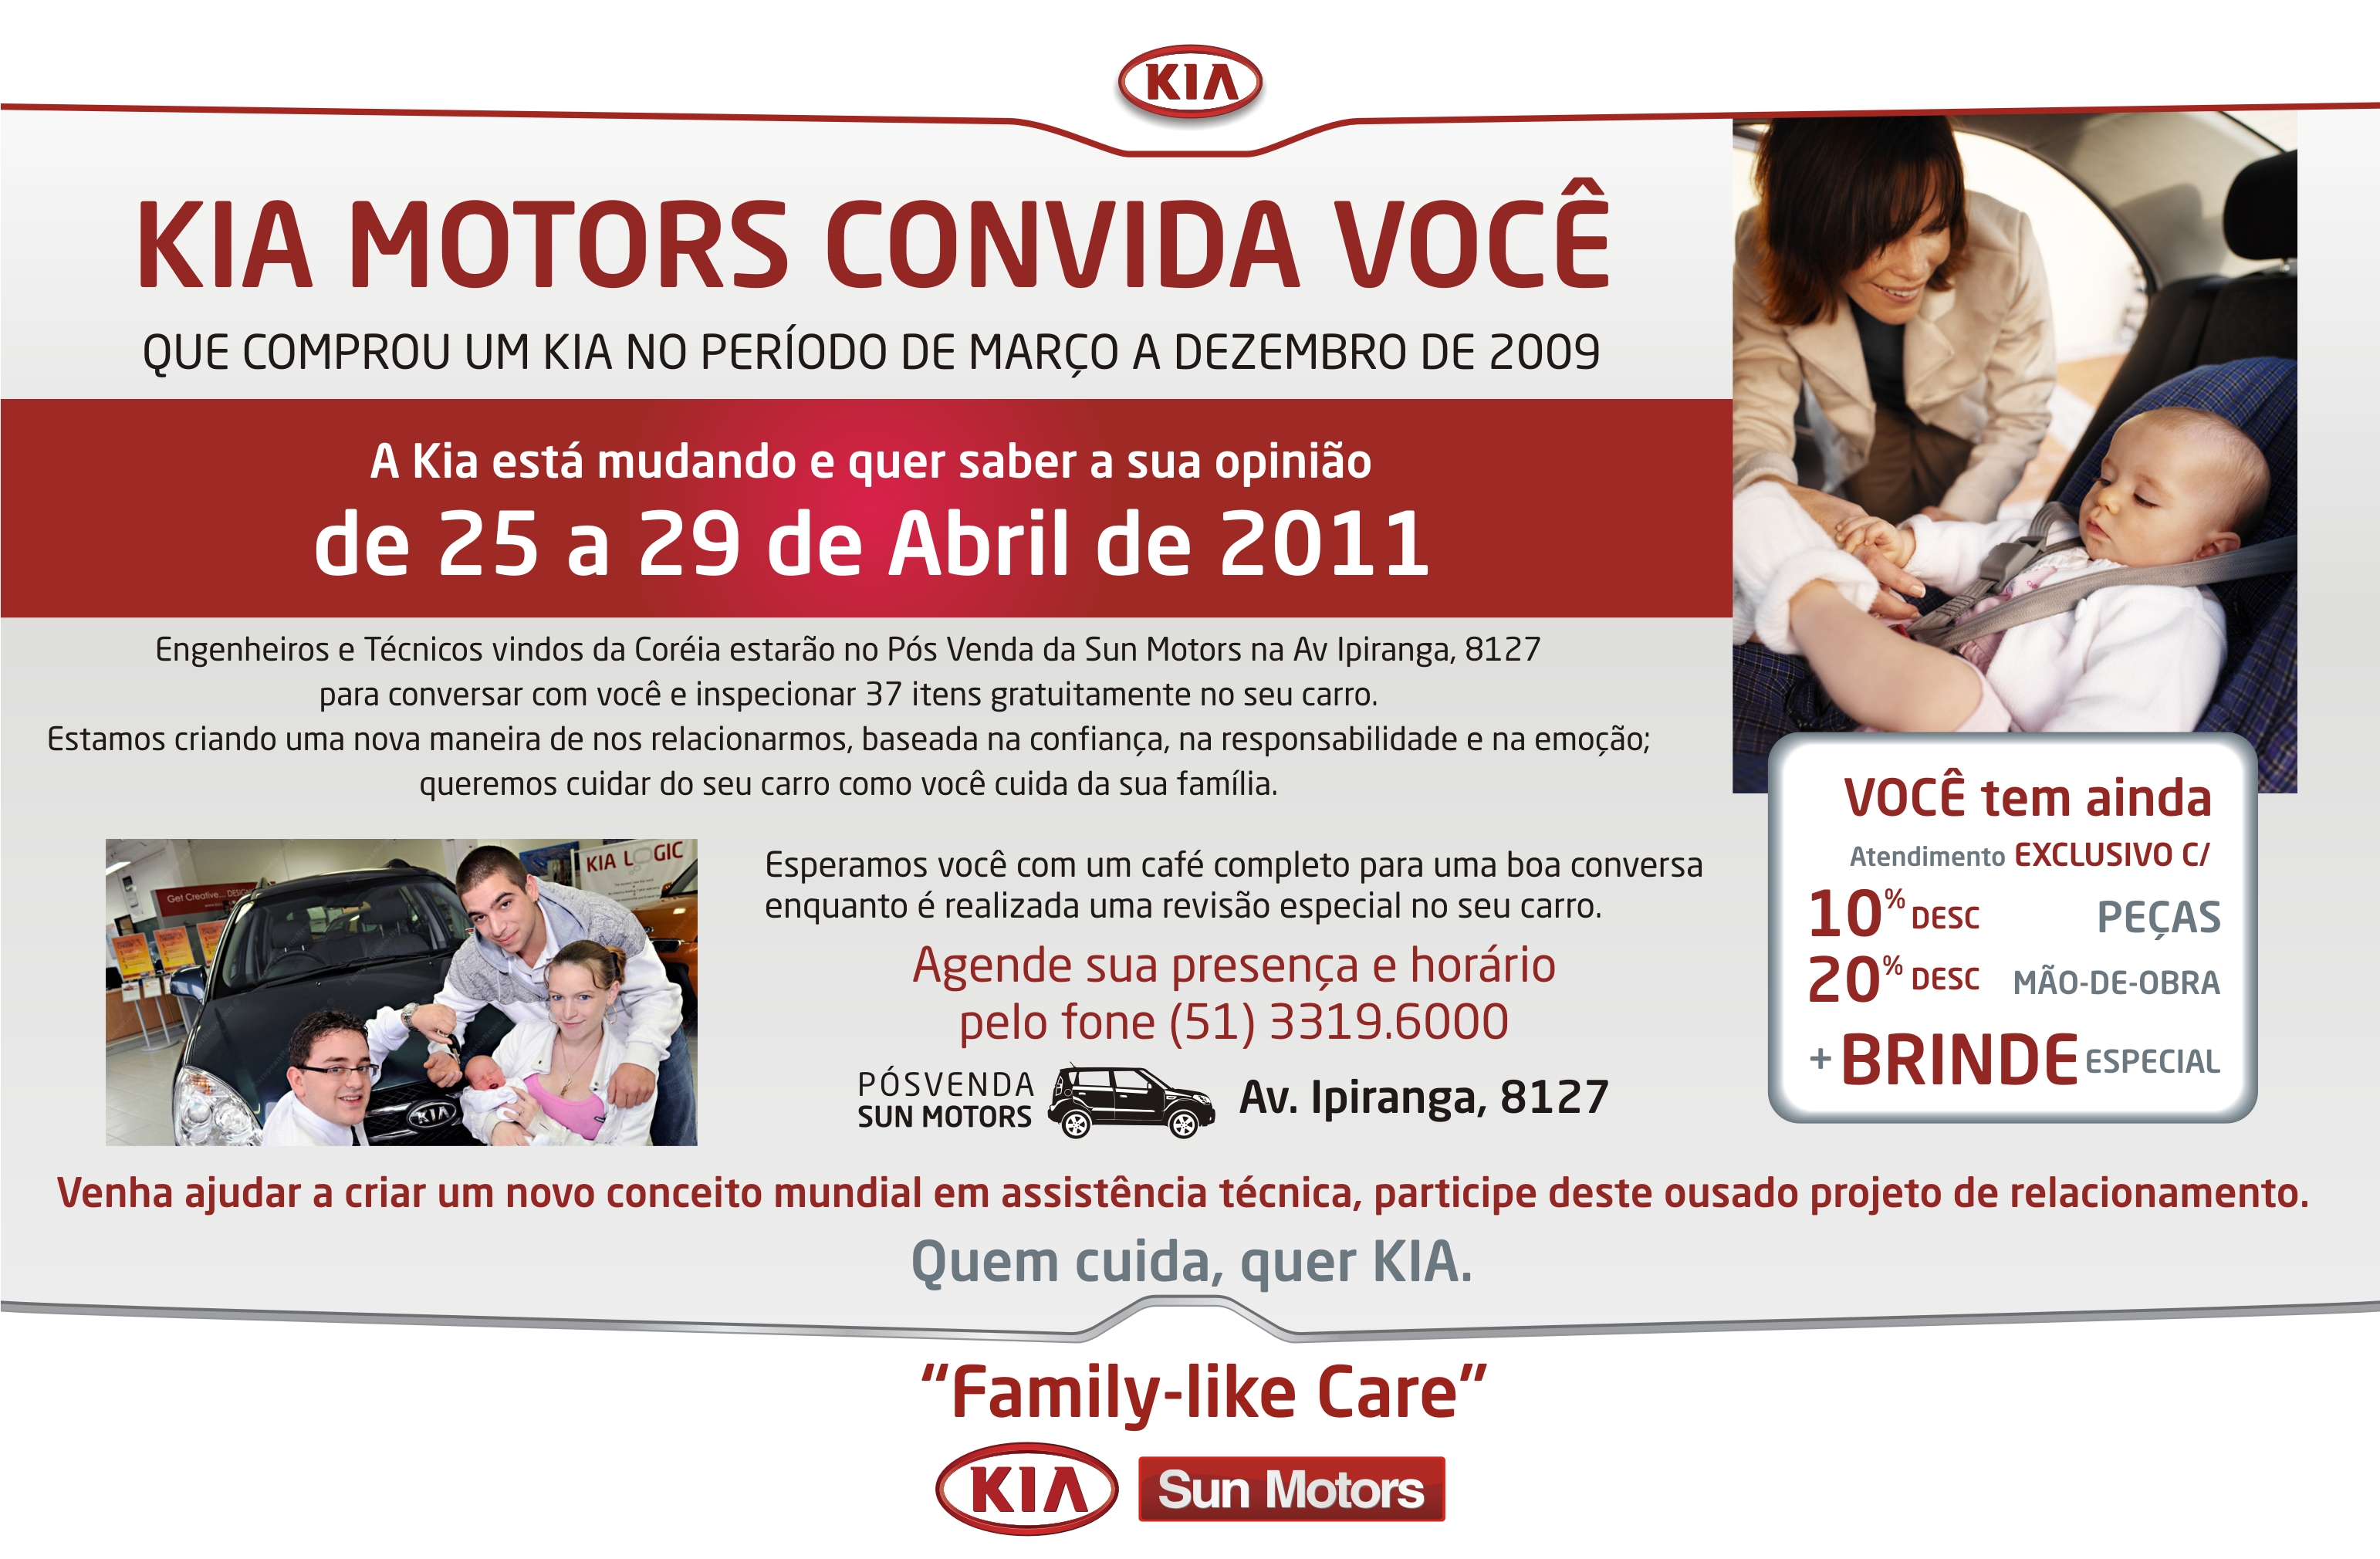 KIA
KIA MOTORS CONVIDA VOCÊ
QUE COMPROU UM KIA NO PERÍODO DE MARÇO A DEZEMBRO DE 2009
A Kia está mudando e quer saber a sua opinião
de 25 a 29 de Abril de 2011
Engenheiros e Técnicos vindos da Coréia estarão no Pós Venda da Sun Motors na Av Ipiranga, 8127
para conversar com você e inspecionar 37 itens gratuitamente no seu carro.
Estamos criando uma nova maneira de nos relacionarmos, baseada na confiança, na responsabilidade e na emoção;
queremos cuidar do seu carro como você cuida da sua família.
Get Creative...
KIA LOGIC
KIA
Esperamos você com um café completo para uma boa conversa
enquanto é realizada uma revisão especial no seu carro.
Agende sua presença e horário
pelo fone (51) 3319.6000
PÓSVENDA
SUN MOTORS
Av. Ipiranga, 8127
VOCÊ tem ainda
Atendimento EXCLUSIVO C/
10% DESC PEÇAS
20% DESC MÃO-DE-OBRA
+ BRINDE ESPECIAL
Venha ajudar a criar um novo conceito mundial em assistência técnica, participe deste ousado projeto de relacionamento.
Quem cuida, quer KIA.
“Family-like Care”
KIA Sun Motors